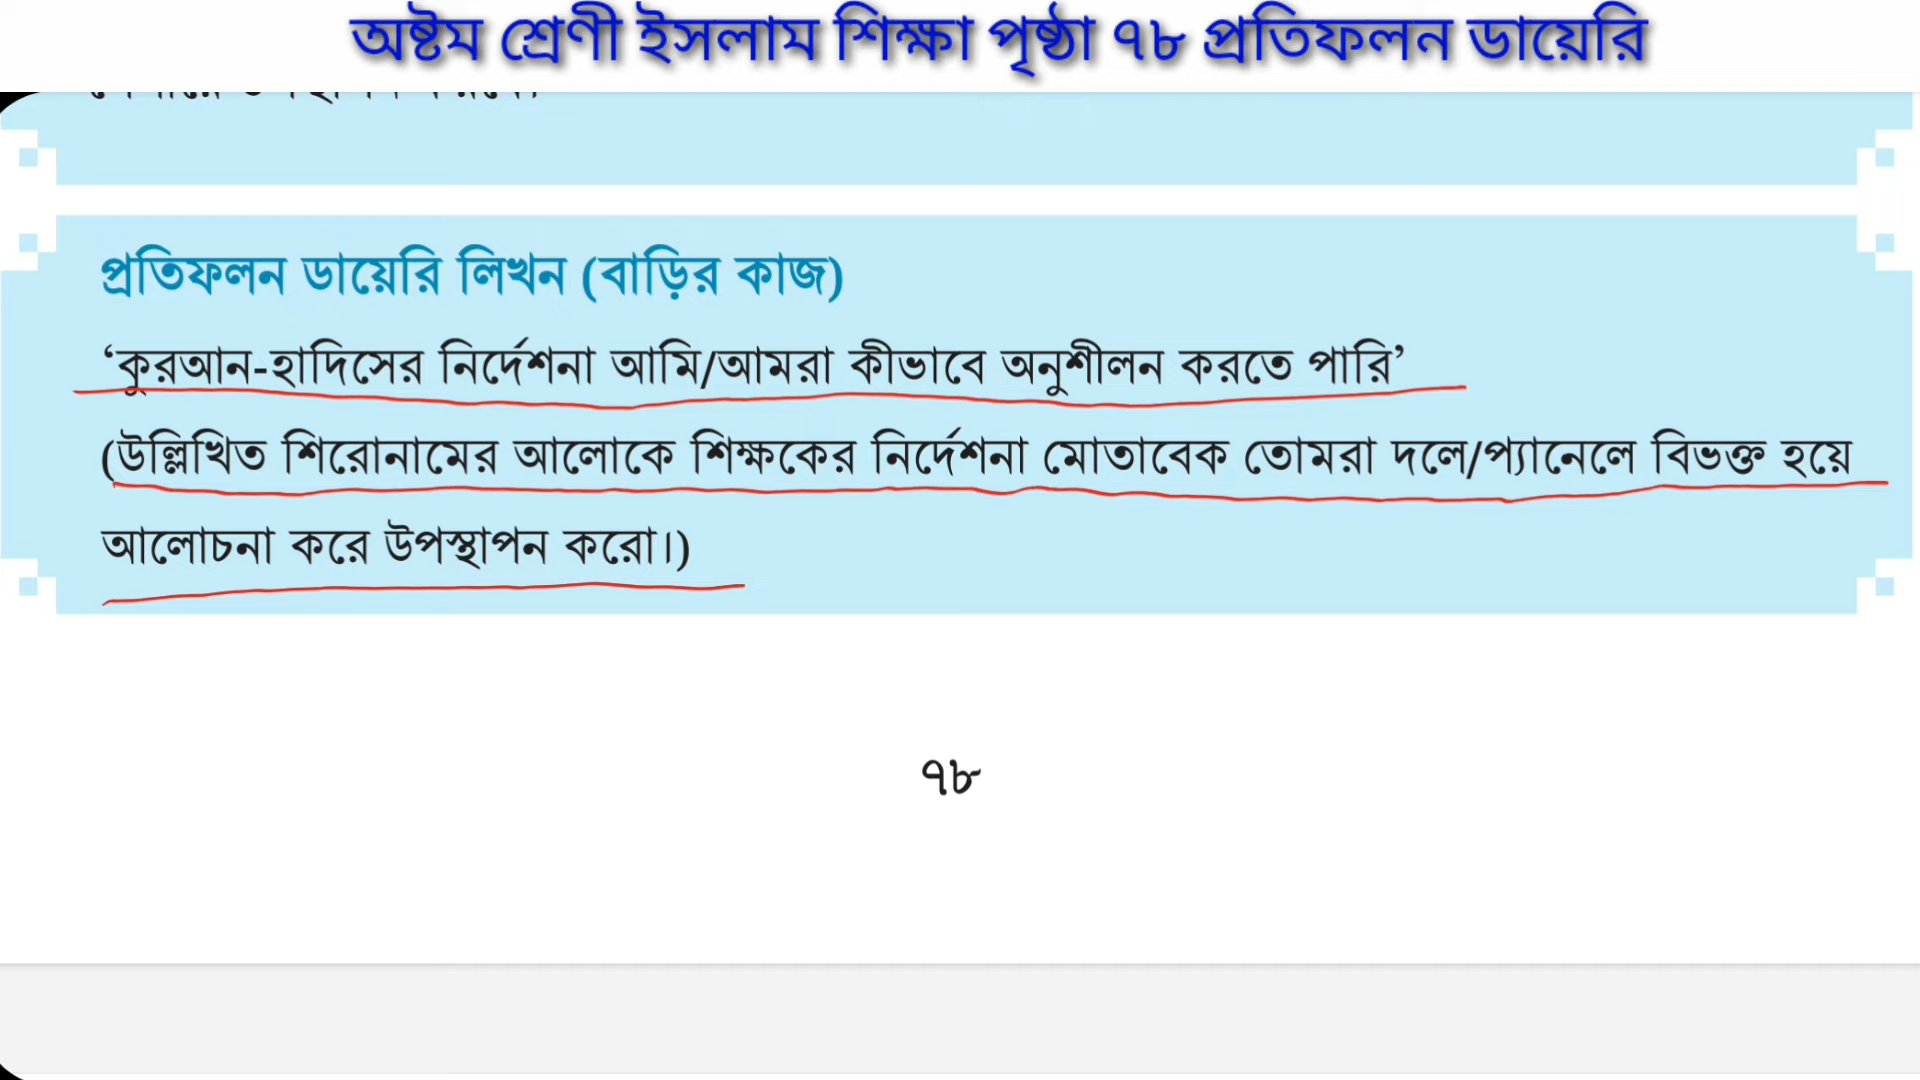 অষ্টম শ্রেণী ইসলাম শিক্ষা পৃষ্ঠা ৭৮ প্রতিফলন ডায়েরি
প্রতিফলন ডায়েরি লিখন (বাড়ির কাজ)
‘কুরআন-হাদিসের নির্দেশনা আমি/আমরা কীভাবে অনুশীলন করতে পারি’
(উল্লিখিত শিরোনামের আলোকে শিক্ষকের নির্দেশনা মোতাবেক তোমরা দলে/প্যানেলে বিভক্ত হয়ে
আলোচনা করে উপস্থাপন করো।)
৭৮